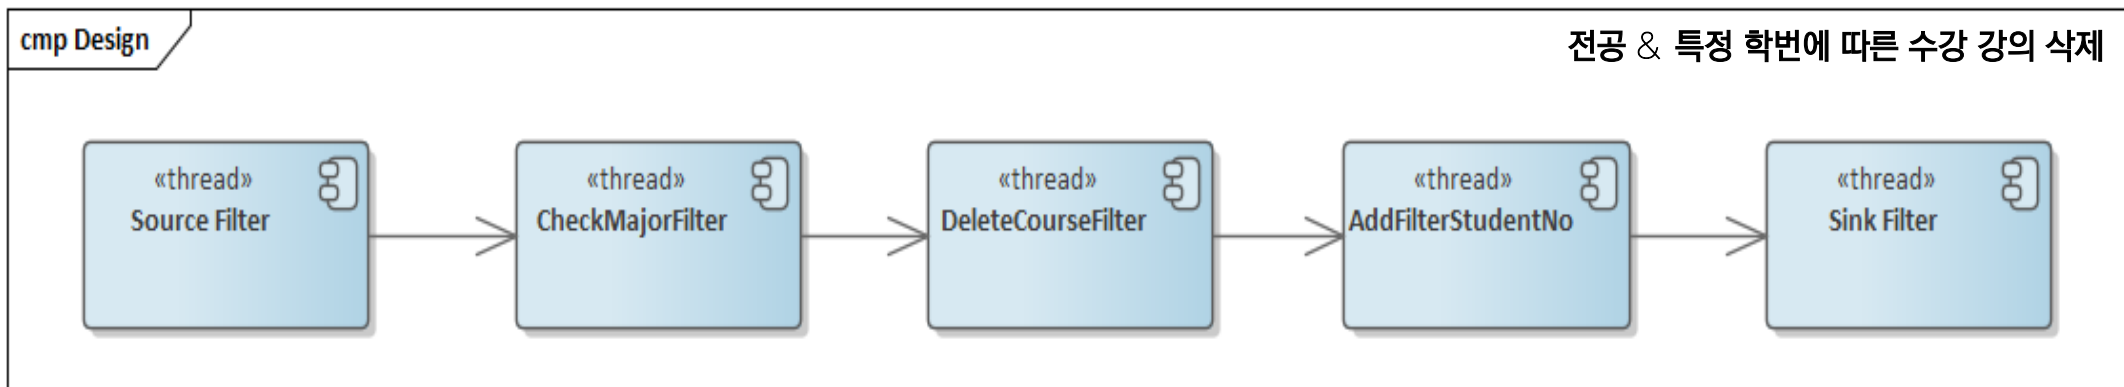 cmp Design
전공 & 특정 학번에 따른 수강 강의 삭제
«thread»
Source Filter
«thread»
CheckMajorFilter
«thread»
DeleteCourseFilter
«thread»
AddFilterStudentNo
«thread»
Sink Filter